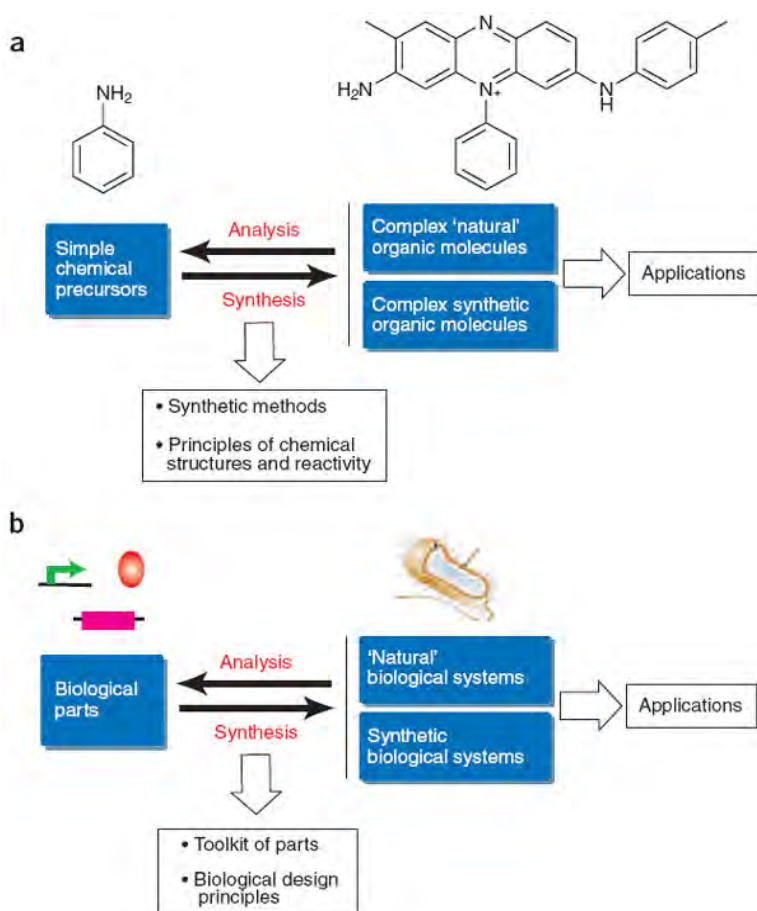 a
NH2
N
H2N
N+
N
H
Simple
chemical
precursors
Analysis
Synthesis
Complex ‘natural’
organic molecules
Complex synthetic
organic molecules
Applications
• Synthetic methods
• Principles of chemical
structures and reactivity
b
Biological
parts
Analysis
Synthesis
‘Natural’
biological systems
Synthetic
biological systems
Applications
• Toolkit of parts
• Biological design
principles